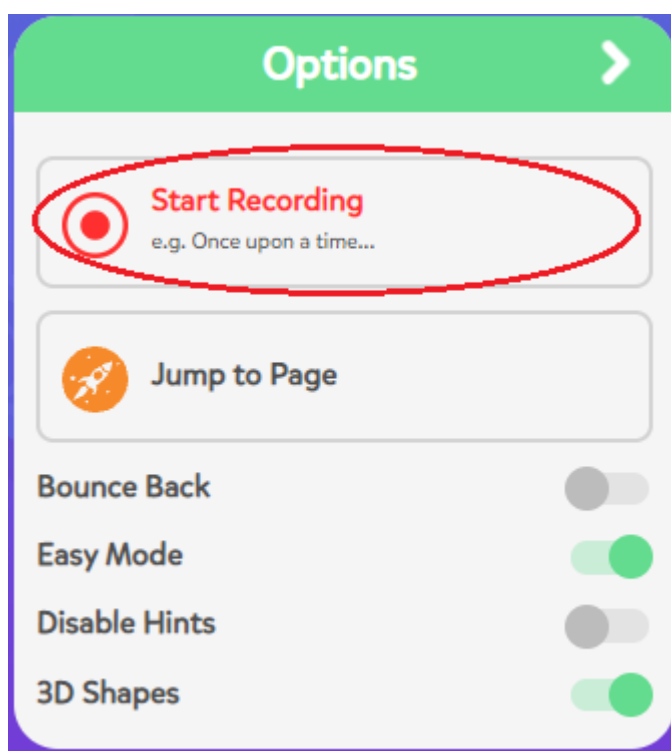 Options
Start Recording
e.g. Once upon a time...
Jump to Page
Bounce Back
Easy Mode
Disable Hints
3D Shapes